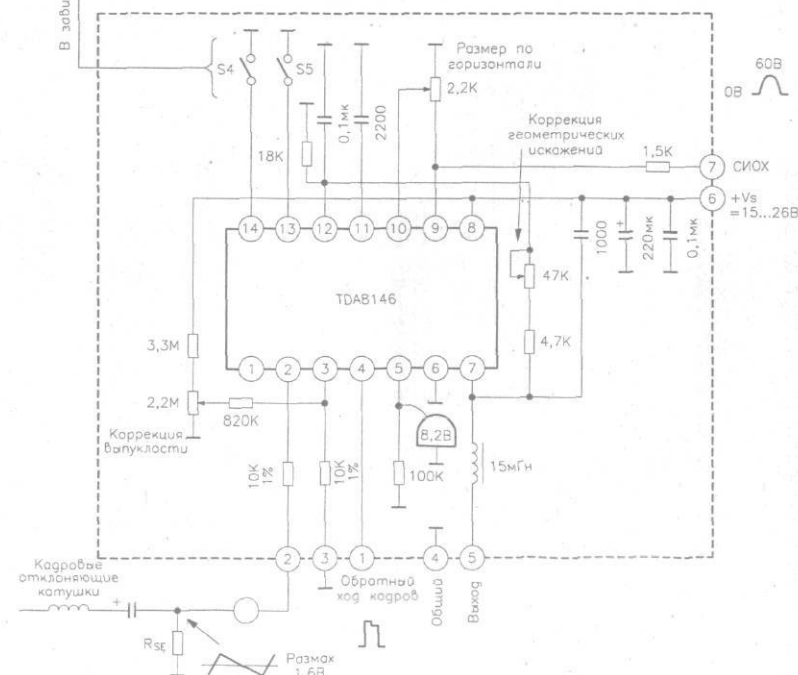 В зави
S4
S5
0,1мк
2200
18К
Размер по
горизонтали
2,2К
Коррекция
геометрических
искажений
60В
0В
1,5К
7
СИОХ
6
+Vs
=15...26В
14
13
12
11
10
9
8
1000
220мк
0,1мк
+
47К
TDA8146
4,7К
3,3М
1
2
3
4
5
6
7
2,2М
820К
Коррекция
выпуклости
8,2В
10К
1%
10К
1%
100К
15мГн
2
3
1
4
5
Кадровые
отклоняющие
катушки
+
Обратный
ход кадров
Общий
Выход
RSE
Размах
1,6В